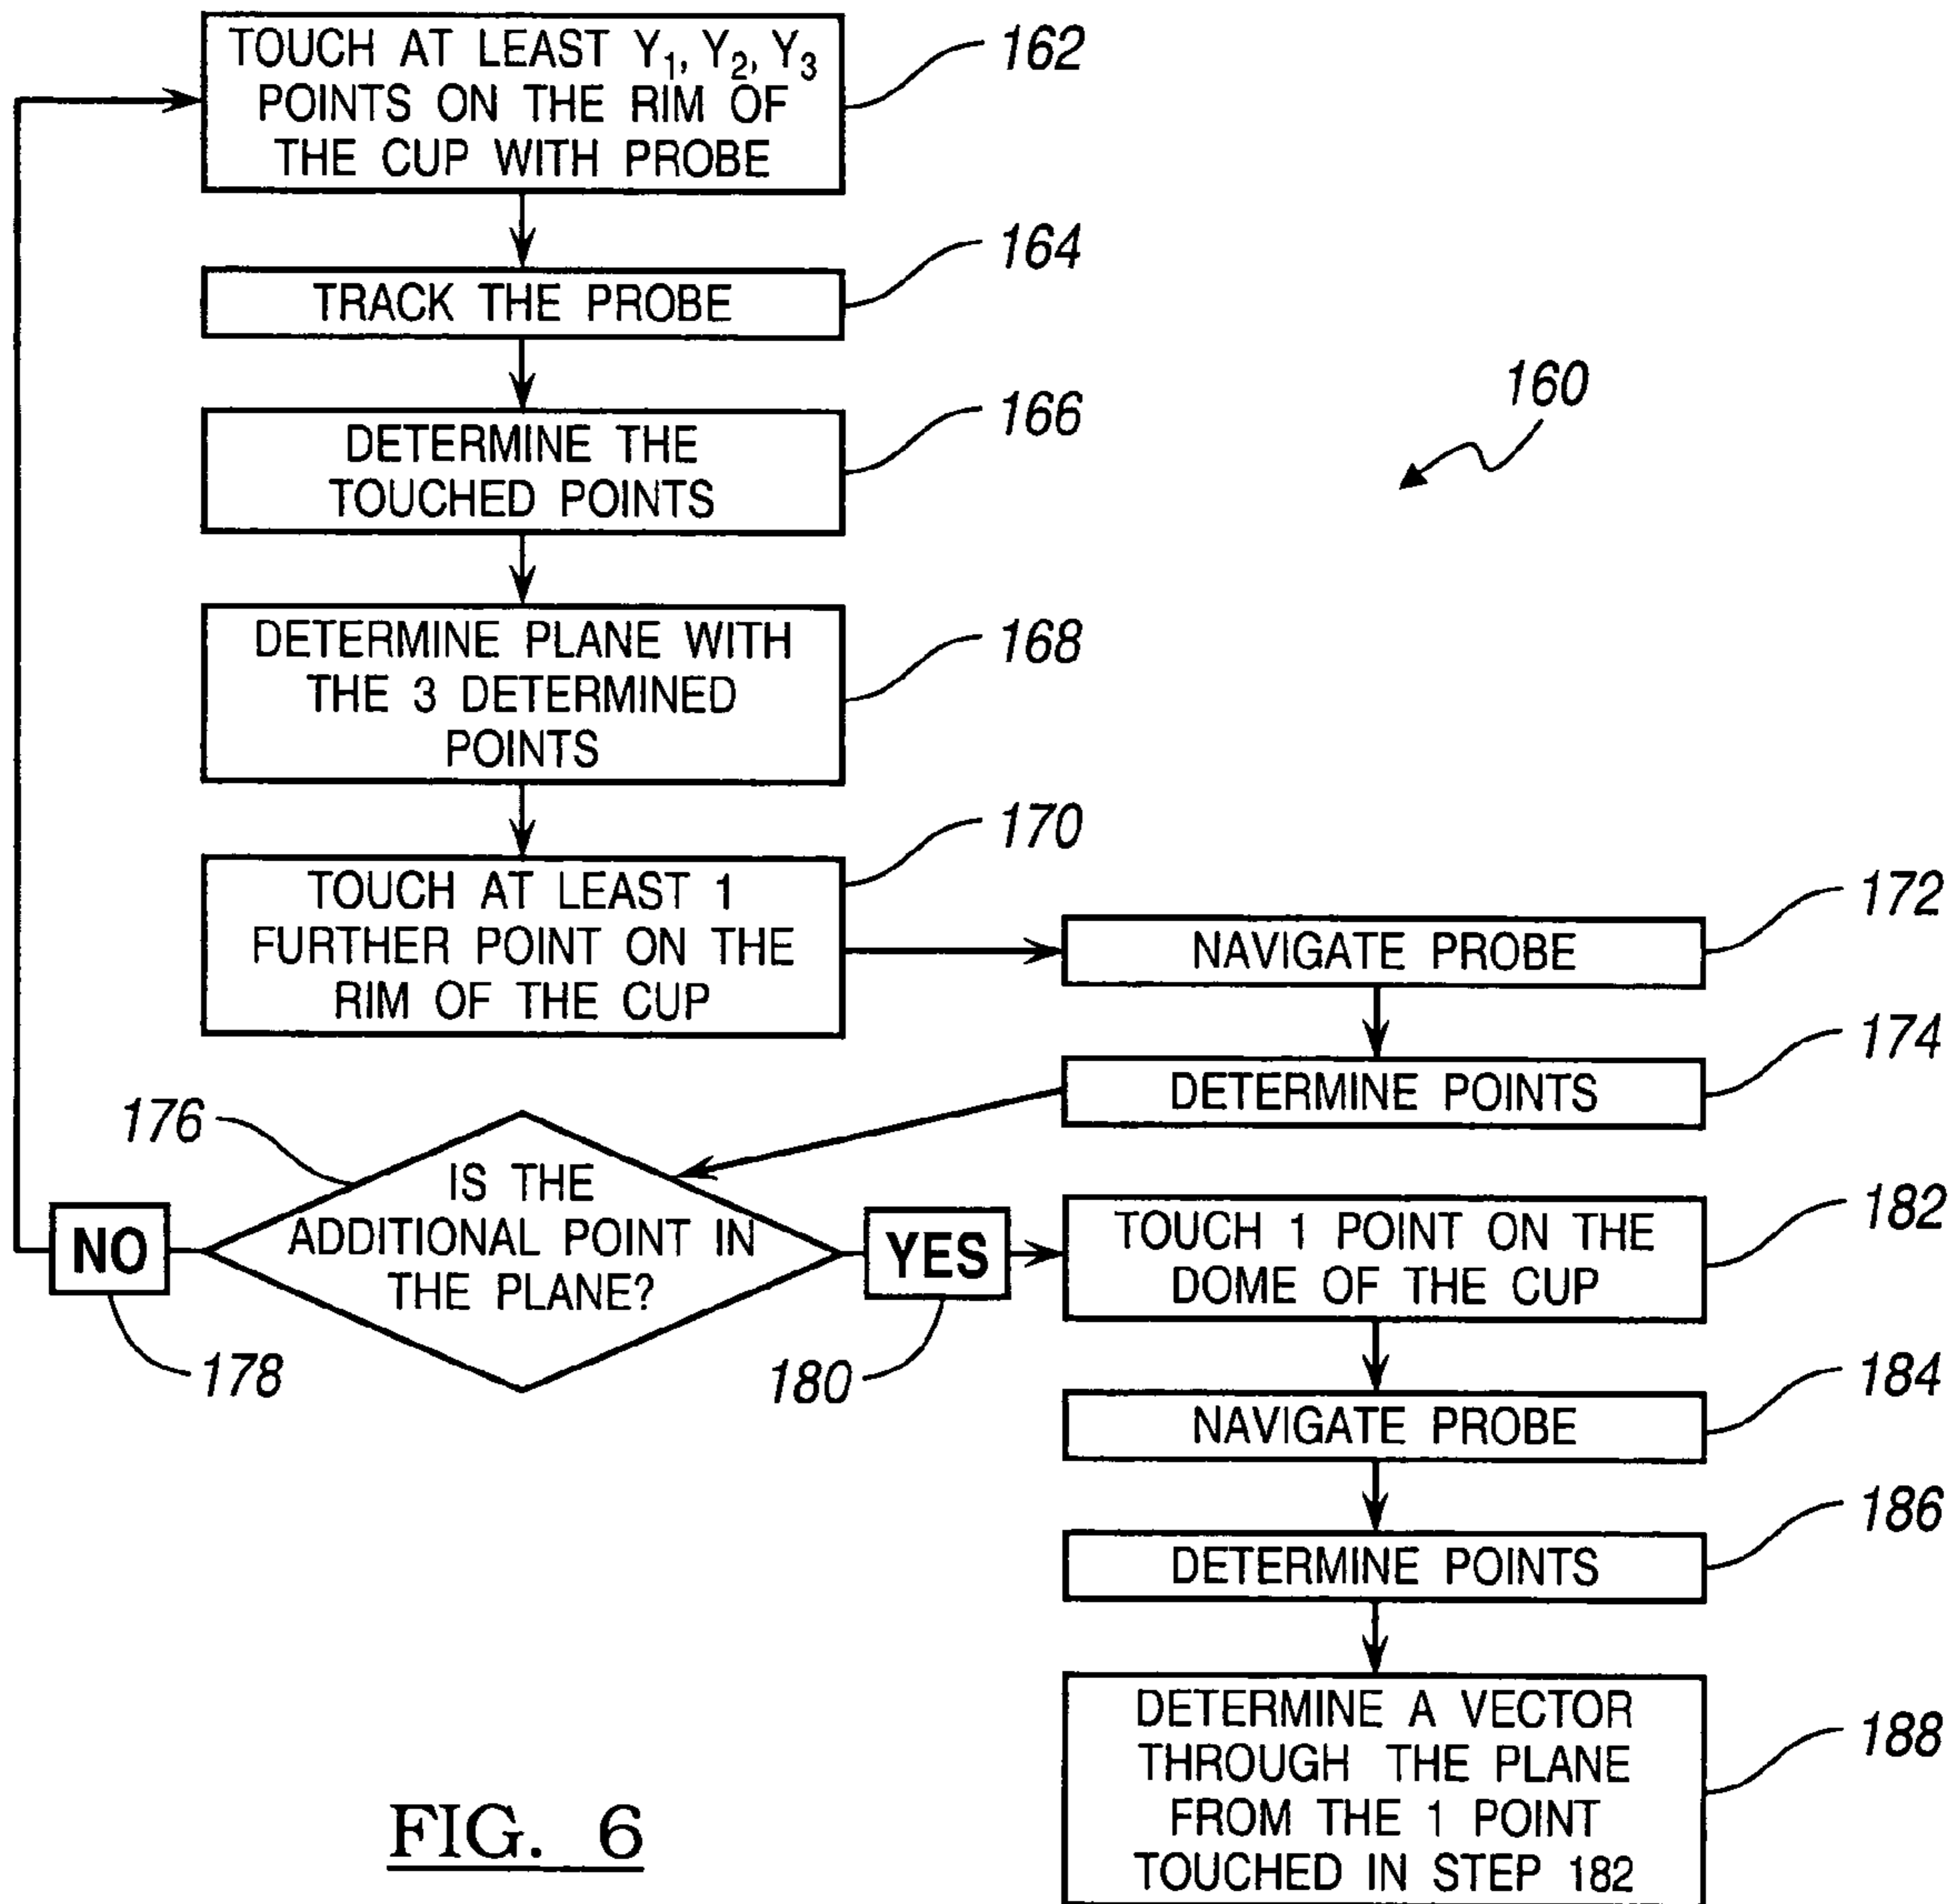 TOUCH AT LEAST Y1, Y2, Y3
POINTS ON THE RIM OF
THE CUP WITH PROBE
162
TRACK THE PROBE
164
DETERMINE THE
TOUCHED POINTS
166
160
DETERMINE PLANE WITH
THE 3 DETERMINED
POINTS
168
TOUCH AT LEAST 1
FURTHER POINT ON THE
RIM OF THE CUP
170
NAVIGATE PROBE
172
DETERMINE POINTS
174
176
IS THE
ADDITIONAL POINT IN
THE PLANE?
NO
178
YES
180
TOUCH 1 POINT ON THE
DOME OF THE CUP
182
NAVIGATE PROBE
184
DETERMINE POINTS
186
DETERMINE A VECTOR
THROUGH THE PLANE
FROM THE 1 POINT
TOUCHED IN STEP 182
188
FIG. 6